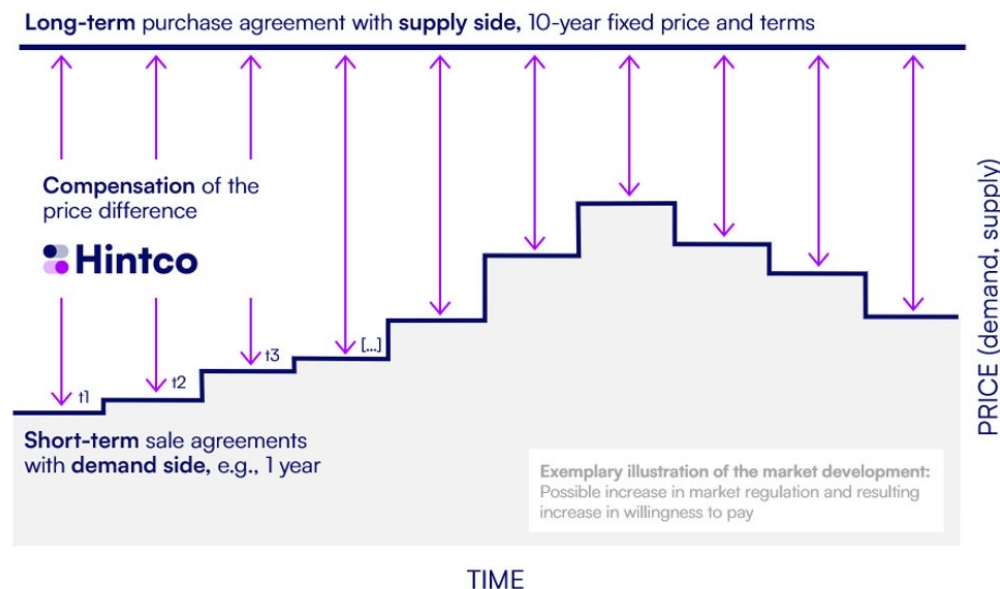 Long-term purchase agreement with supply side, 10-year fixed price and terms
Compensation of the
price difference
Hintco
t1
t2
t3
[...]
Short-term sale agreements
with demand side, e.g., 1 year
Exemplary illustration of the market development:
Possible increase in market regulation and resulting
increase in willingness to pay
PRICE (demand, supply)
TIME